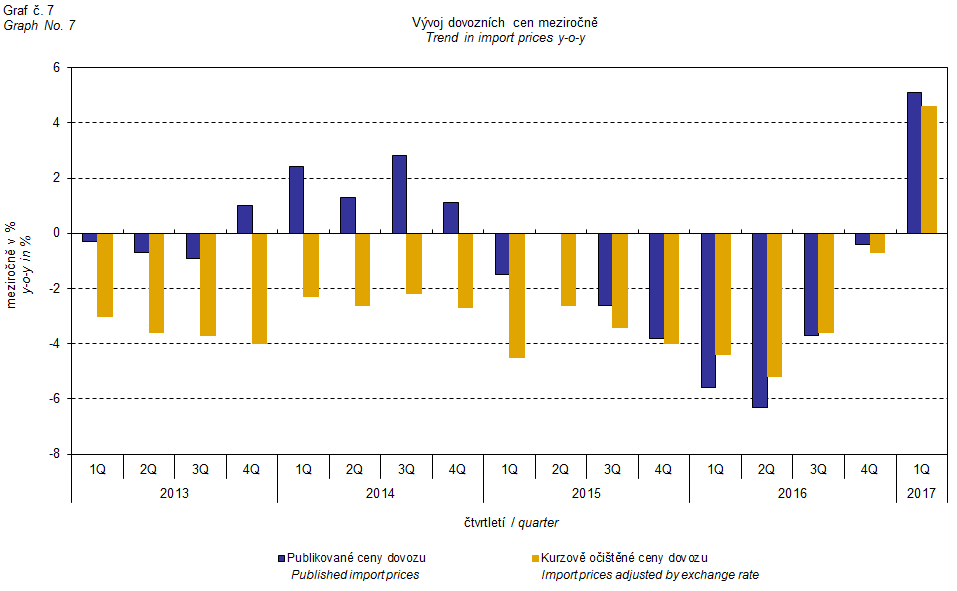 Graf č. 7
Graph No. 7
Vývoj dovozních cen meziročně
Trend in import prices y-o-y
meziročně v %
y-o-y in %
6
4
2
0
-2
-4
-6
-8
1Q 2Q 3Q 4Q 1Q 2Q 3Q 4Q 1Q 2Q 3Q 4Q 1Q 2Q 3Q 4Q 1Q
2013 2014 2015 2016 2017
čtvrtletí / quarter
Publikované ceny dovozu Kurzově očištěné ceny dovozu
Published import prices Import prices adjusted by exchange rate